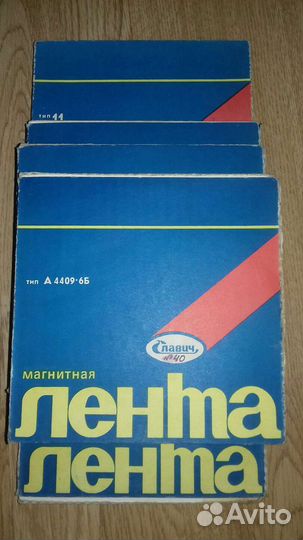 тип 11
тип А 4409-6Б
Славич
№40
магнитная
лента
лента
Avito